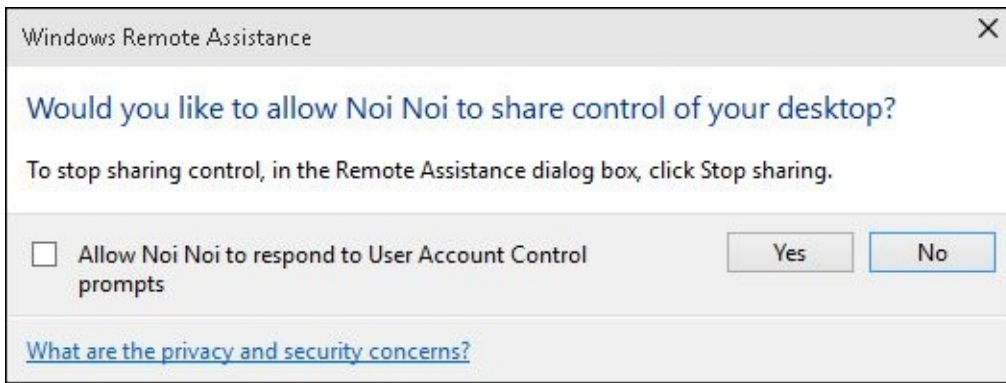 Windows Remote Assistance
Would you like to allow Noi Noi to share control of your desktop?
To stop sharing control, in the Remote Assistance dialog box, click Stop sharing.
Allow Noi Noi to respond to User Account Control
prompts
Yes
No
What are the privacy and security concerns?